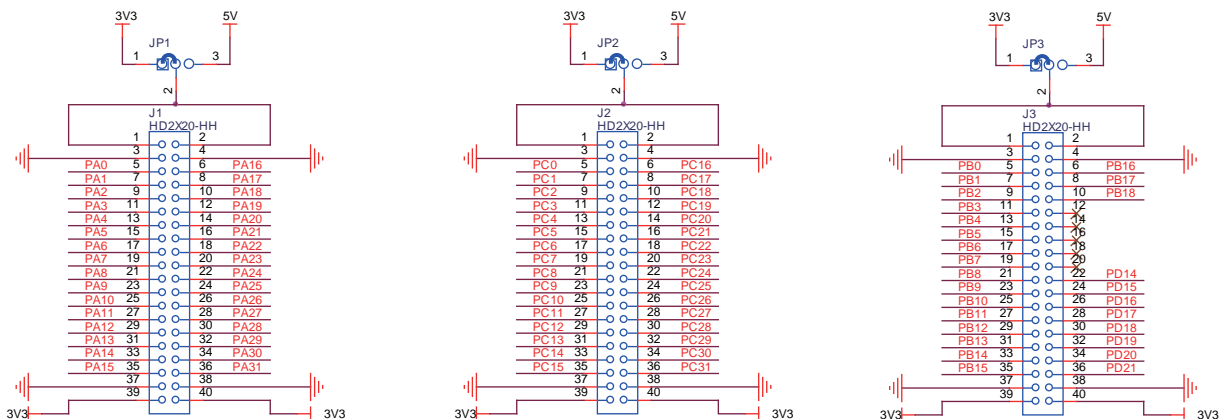 3V3 5V 3V3 5V 3V3 5V
JP1 JP2 JP3
1 3 1 3 1 3
2 2 2
J1 J2 J3
HD2X20-HH HD2X20-HH HD2X20-HH
1 2 1 2 1 2
3 4 3 4 3 4
PA0 5 6 PA16 PC0 5 6 PC16 PB0 5 6 PB16
PA1 7 8 PA17 PC1 7 8 PC17 PB1 7 8 PB17
PA2 9 10 PA18 PC2 9 10 PC18 PB2 9 10 PB18
PA3 11 12 PA19 PC3 11 12 PC19 PB3 11 12
PA4 13 14 PA20 PC4 13 14 PC20 PB4 13 14
PA5 15 16 PA21 PC5 15 16 PC21 PB5 15 16
PA6 17 18 PA22 PC6 17 18 PC22 PB6 17 18
PA7 19 20 PA23 PC7 19 20 PC23 PB7 19 20
PA8 21 22 PA24 PC8 21 22 PC24 PB8 21 22 PD14
PA9 23 24 PA25 PC9 23 24 PC25 PB9 23 24 PD15
PA10 25 26 PA26 PC10 25 26 PC26 PB10 25 26 PD16
PA11 27 28 PA27 PC11 27 28 PC27 PB11 27 28 PD17
PA12 29 30 PA28 PC12 29 30 PC28 PB12 29 30 PD18
PA13 31 32 PA29 PC13 31 32 PC29 PB13 31 32 PD19
PA14 33 34 PA30 PC14 33 34 PC30 PB14 33 34 PD20
PA15 35 36 PA31 PC15 35 36 PC31 PB15 35 36 PD21
37 38 37 38 37 38
39 40 39 40 39 40
3V3 3V3 3V3 3V3 3V3 3V3